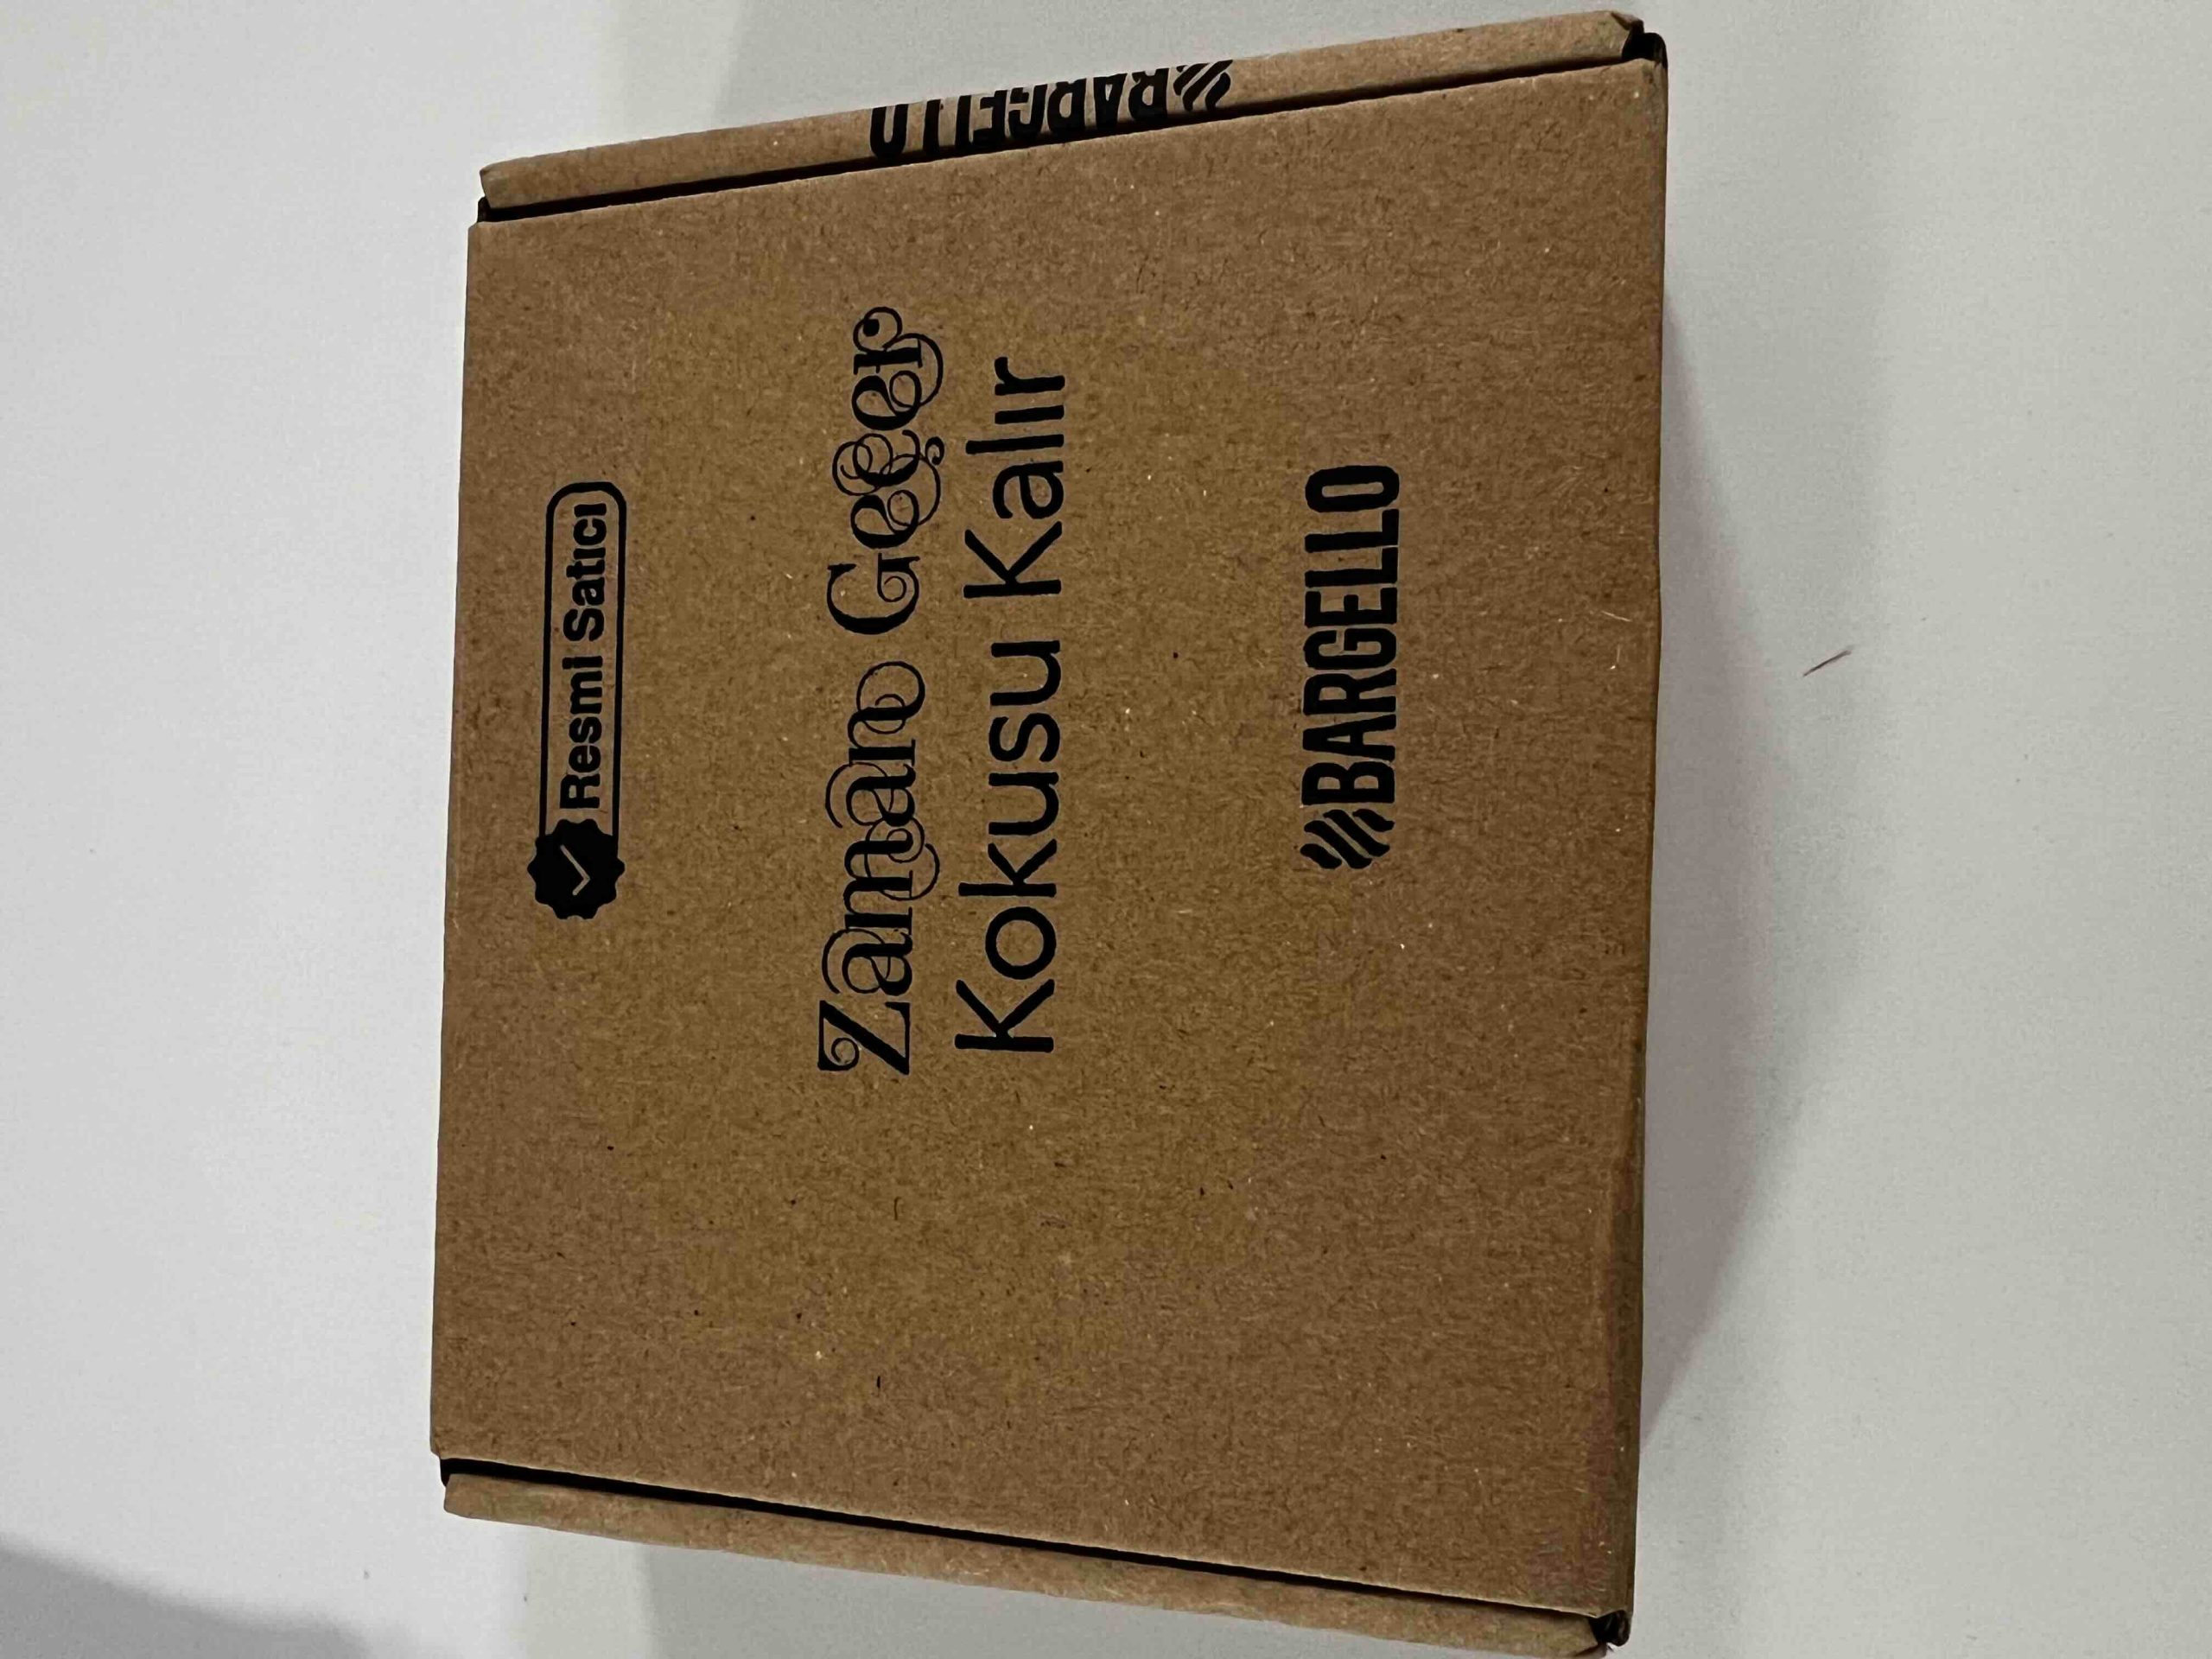 Resmi Satıcı
Zaman Geçer
Kokusu Kalır
BARGELLO
BARGELLO